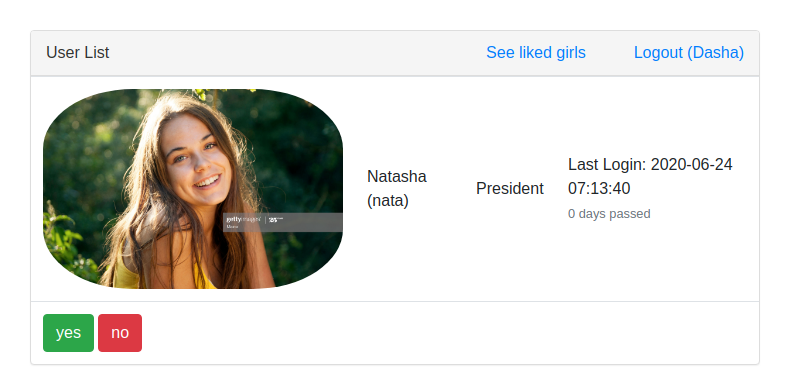 User List
See liked girls
Logout (Dasha)
gettyimages
Natasha
(nata)
President
Last Login: 2020-06-24
07:13:40
0 days passed
yes
no